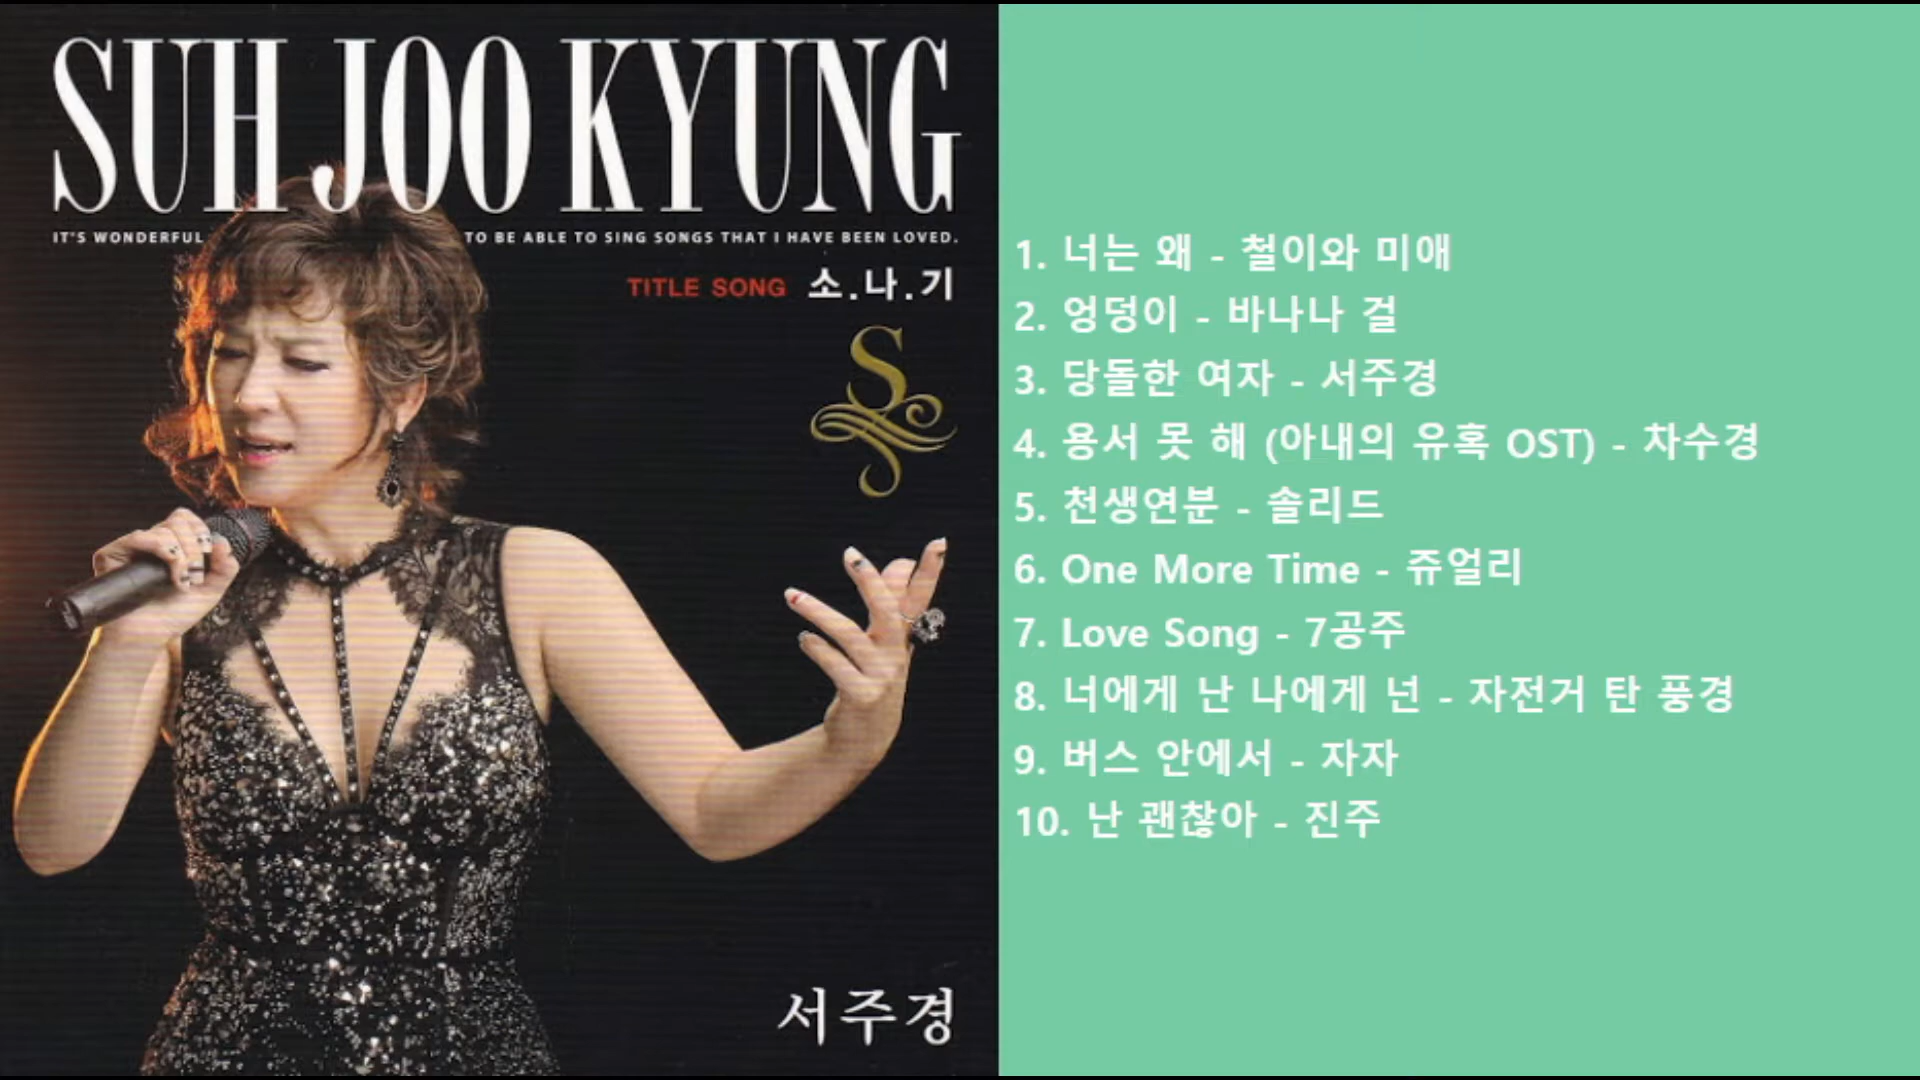 SUH JOO KYUNG
IT'S WONDERFUL TO BE ABLE TO SING SONGS THAT I HAVE BEEN LOVED.
TITLE SONG 소.나.기
S
서주경
1. 너는 왜 - 철이와 미애
2. 엉덩이 - 바나나 걸
3. 당돌한 여자 - 서주경
4. 용서 못 해 (아내의 유혹 OST) - 차수경
5. 천생연분 - 솔리드
6. One More Time - 쥬얼리
7. Love Song - 7공주
8. 너에게 난 나에게 넌 - 자전거 탄 풍경
9. 버스 안에서 - 자자
10. 난 괜찮아 - 진주